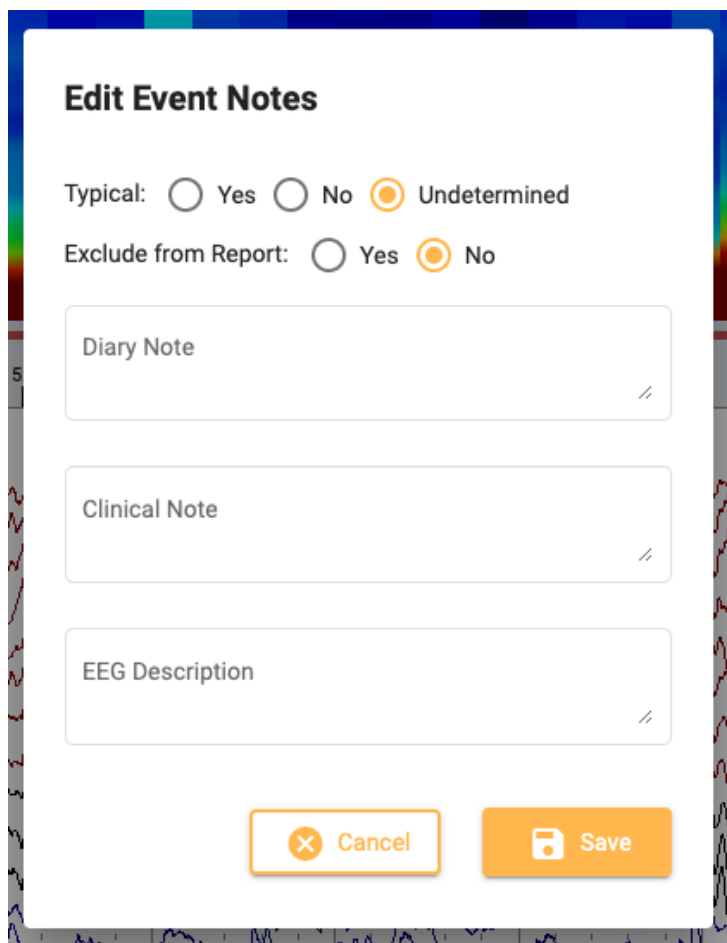 Edit Event Notes
Typical: Yes No Undetermined
Exclude from Report: Yes No
5
Diary Note
Clinical Note
EEG Description
Cancel Save